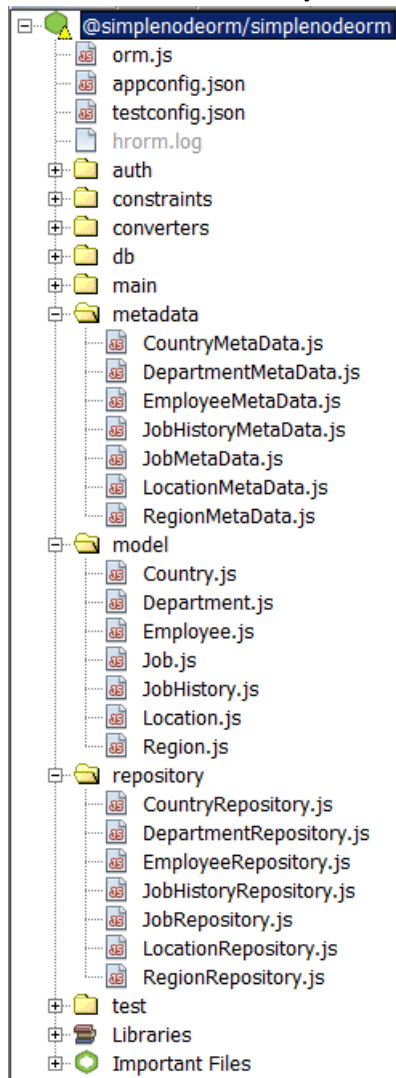 @simplenodeorm/simplenodeorm
orm.js
appconfig.json
testconfig.json
hrorm.log
auth
constraints
converters
db
main
metadata
CountryMetaData.js
DepartmentMetaData.js
EmployeeMetaData.js
JobHistoryMetaData.js
JobMetaData.js
LocationMetaData.js
RegionMetaData.js
model
Country.js
Department.js
Employee.js
Job.js
JobHistory.js
Location.js
Region.js
repository
CountryRepository.js
DepartmentRepository.js
EmployeeRepository.js
JobHistoryRepository.js
JobRepository.js
LocationRepository.js
RegionRepository.js
test
Libraries
Important Files